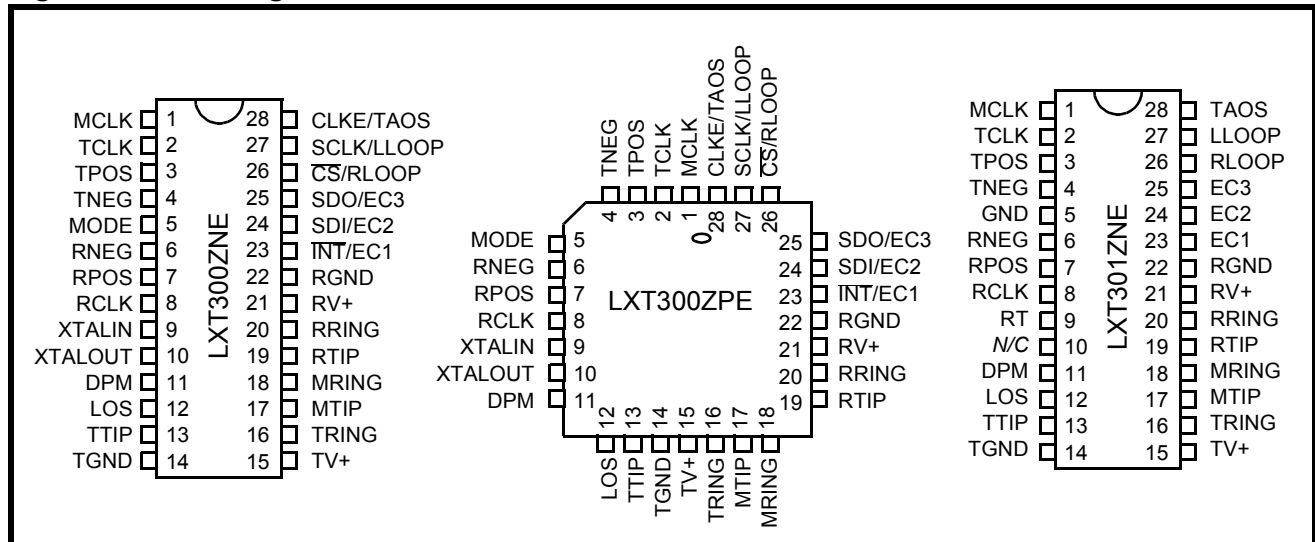 MCLK 1 28 CLKE/TAOS
TCLK 2 27 SCLK/LLOOP
TPOS 3 26 C̅S̅/RLOOP
TNEG 4 25 SDO/EC3
MODE 5 24 SDI/EC2
RNEG 6 23 I̅N̅T̅/EC1
RPOS 7 22 RGND
RCLK 8 21 RV+
XTALIN 9 20 RRING
XTALOUT 10 19 RTIP
DPM 11 18 MRING
LOS 12 17 MTIP
TTIP 13 16 TRING
TGND 14 15 TV+
LXT300ZNE
TNEG TPOS TCLK MCLK CLKE/TAOS SCLK/LLOOP C̅S̅/RLOOP
4 3 2 1 28 27 26
MODE 5 25 SDO/EC3
RNEG 6 24 SDI/EC2
RPOS 7 23 I̅N̅T̅/EC1
LXT300ZPE
RCLK 8 22 RGND
XTALIN 9 21 RV+
XTALOUT 10 20 RRING
DPM 11 19 RTIP
12 13 14 15 16 17 18
LOS TTIP TGND TV+ TRING MTIP MRING
MCLK 1 28 TAOS
TCLK 2 27 LLOOP
TPOS 3 26 RLOOP
TNEG 4 25 EC3
GND 5 24 EC2
RNEG 6 23 EC1
RPOS 7 22 RGND
RCLK 8 21 RV+
RT 9 20 RRING
N/C 10 19 RTIP
DPM 11 18 MRING
LOS 12 17 MTIP
TTIP 13 16 TRING
TGND 14 15 TV+
LXT301ZNE